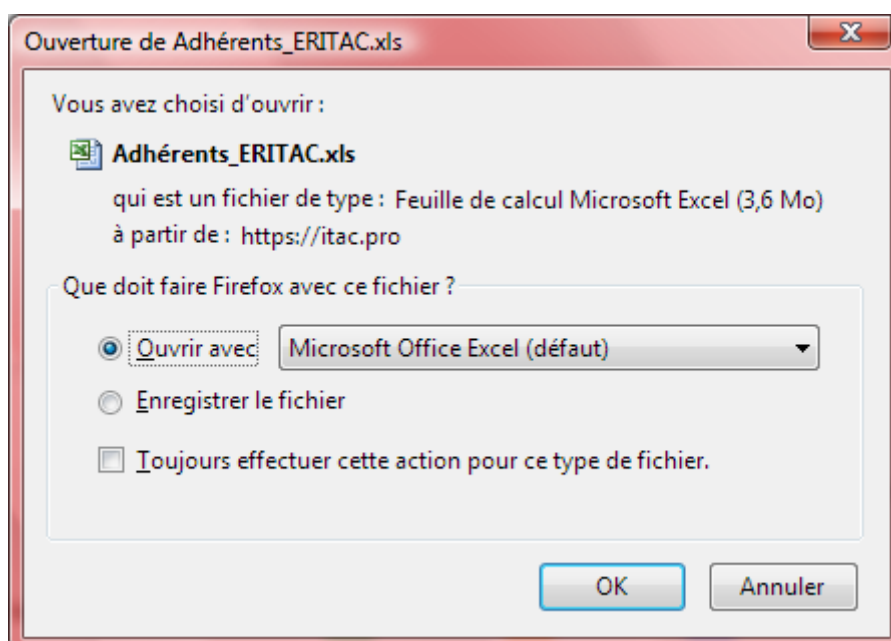 Ouverture de Adhérents_ERITAC.xls
Vous avez choisi d'ouvrir :
Adhérents_ERITAC.xls
qui est un fichier de type : Feuille de calcul Microsoft Excel (3,6 Mo)
à partir de : https://itac.pro
Que doit faire Firefox avec ce fichier ?
Ouvrir avec Microsoft Office Excel (défaut)
Enregistrer le fichier
Toujours effectuer cette action pour ce type de fichier.
OK Annuler